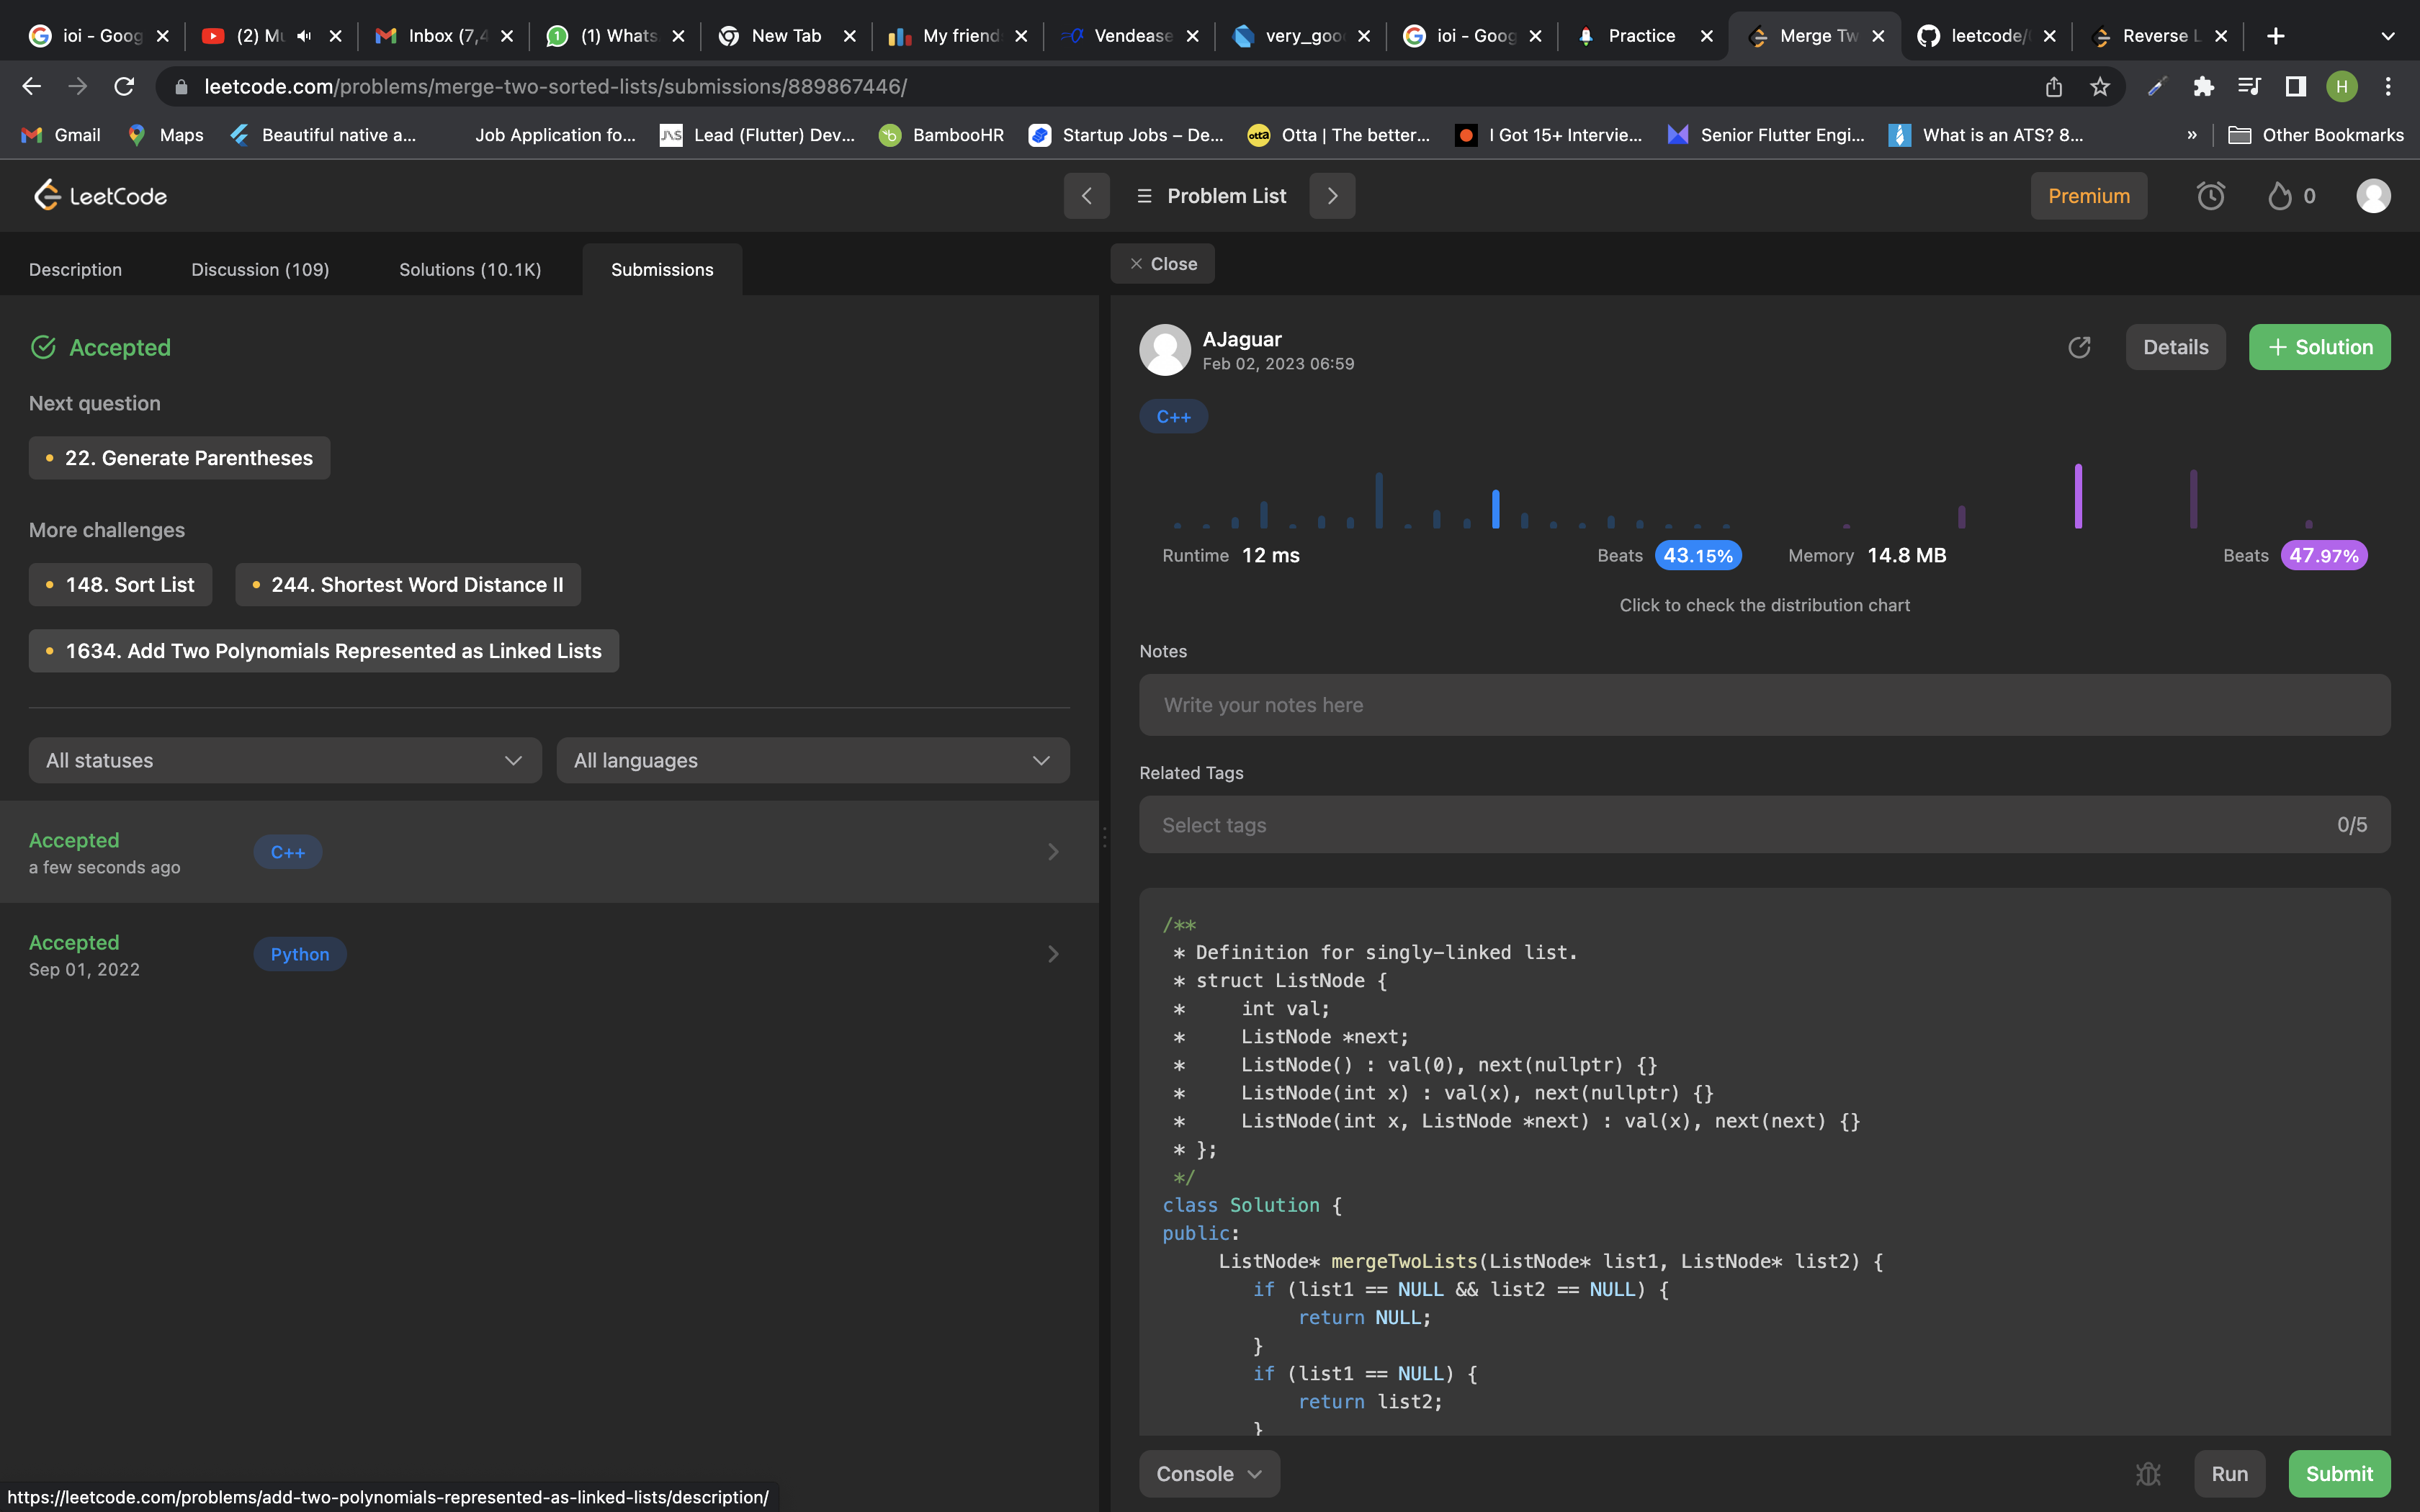 ioi - Goog
(2) Mu
Inbox (7,4
(1) Whats
New Tab
My friend
Vendease
very_goo
ioi - Goog
Practice
Merge Tw
leetcode/
Reverse L
leetcode.com/problems/merge-two-sorted-lists/submissions/889867446/
H
Gmail
Maps
Beautiful native a...
Job Application fo...
Lead (Flutter) Dev...
BambooHR
Startup Jobs – De...
Otta | The better...
I Got 15+ Intervie...
Senior Flutter Engi...
What is an ATS? 8...
»
Other Bookmarks
LeetCode
Problem List
Premium
0
Description
Discussion (109)
Solutions (10.1K)
Submissions
Close
Accepted
Next question
22. Generate Parentheses
More challenges
148. Sort List
244. Shortest Word Distance II
1634. Add Two Polynomials Represented as Linked Lists
All statuses
All languages
Accepted
a few seconds ago
C++
Accepted
Sep 01, 2022
Python
AJaguar
Feb 02, 2023 06:59
Details
+ Solution
C++
Runtime 12 ms
Beats 43.15%
Memory 14.8 MB
Beats 47.97%
Click to check the distribution chart
Notes
Write your notes here
Related Tags
Select tags
0/5
/**
 * Definition for singly-linked list.
 * struct ListNode {
 *     int val;
 *     ListNode *next;
 *     ListNode() : val(0), next(nullptr) {}
 *     ListNode(int x) : val(x), next(nullptr) {}
 *     ListNode(int x, ListNode *next) : val(x), next(next) {}
 * };
 */
class Solution {
public:
     ListNode* mergeTwoLists(ListNode* list1, ListNode* list2) {
        if (list1 == NULL && list2 == NULL) {
            return NULL;
        }
        if (list1 == NULL) {
            return list2;
        }
Console
Run
Submit
https://leetcode.com/problems/add-two-polynomials-represented-as-linked-lists/description/